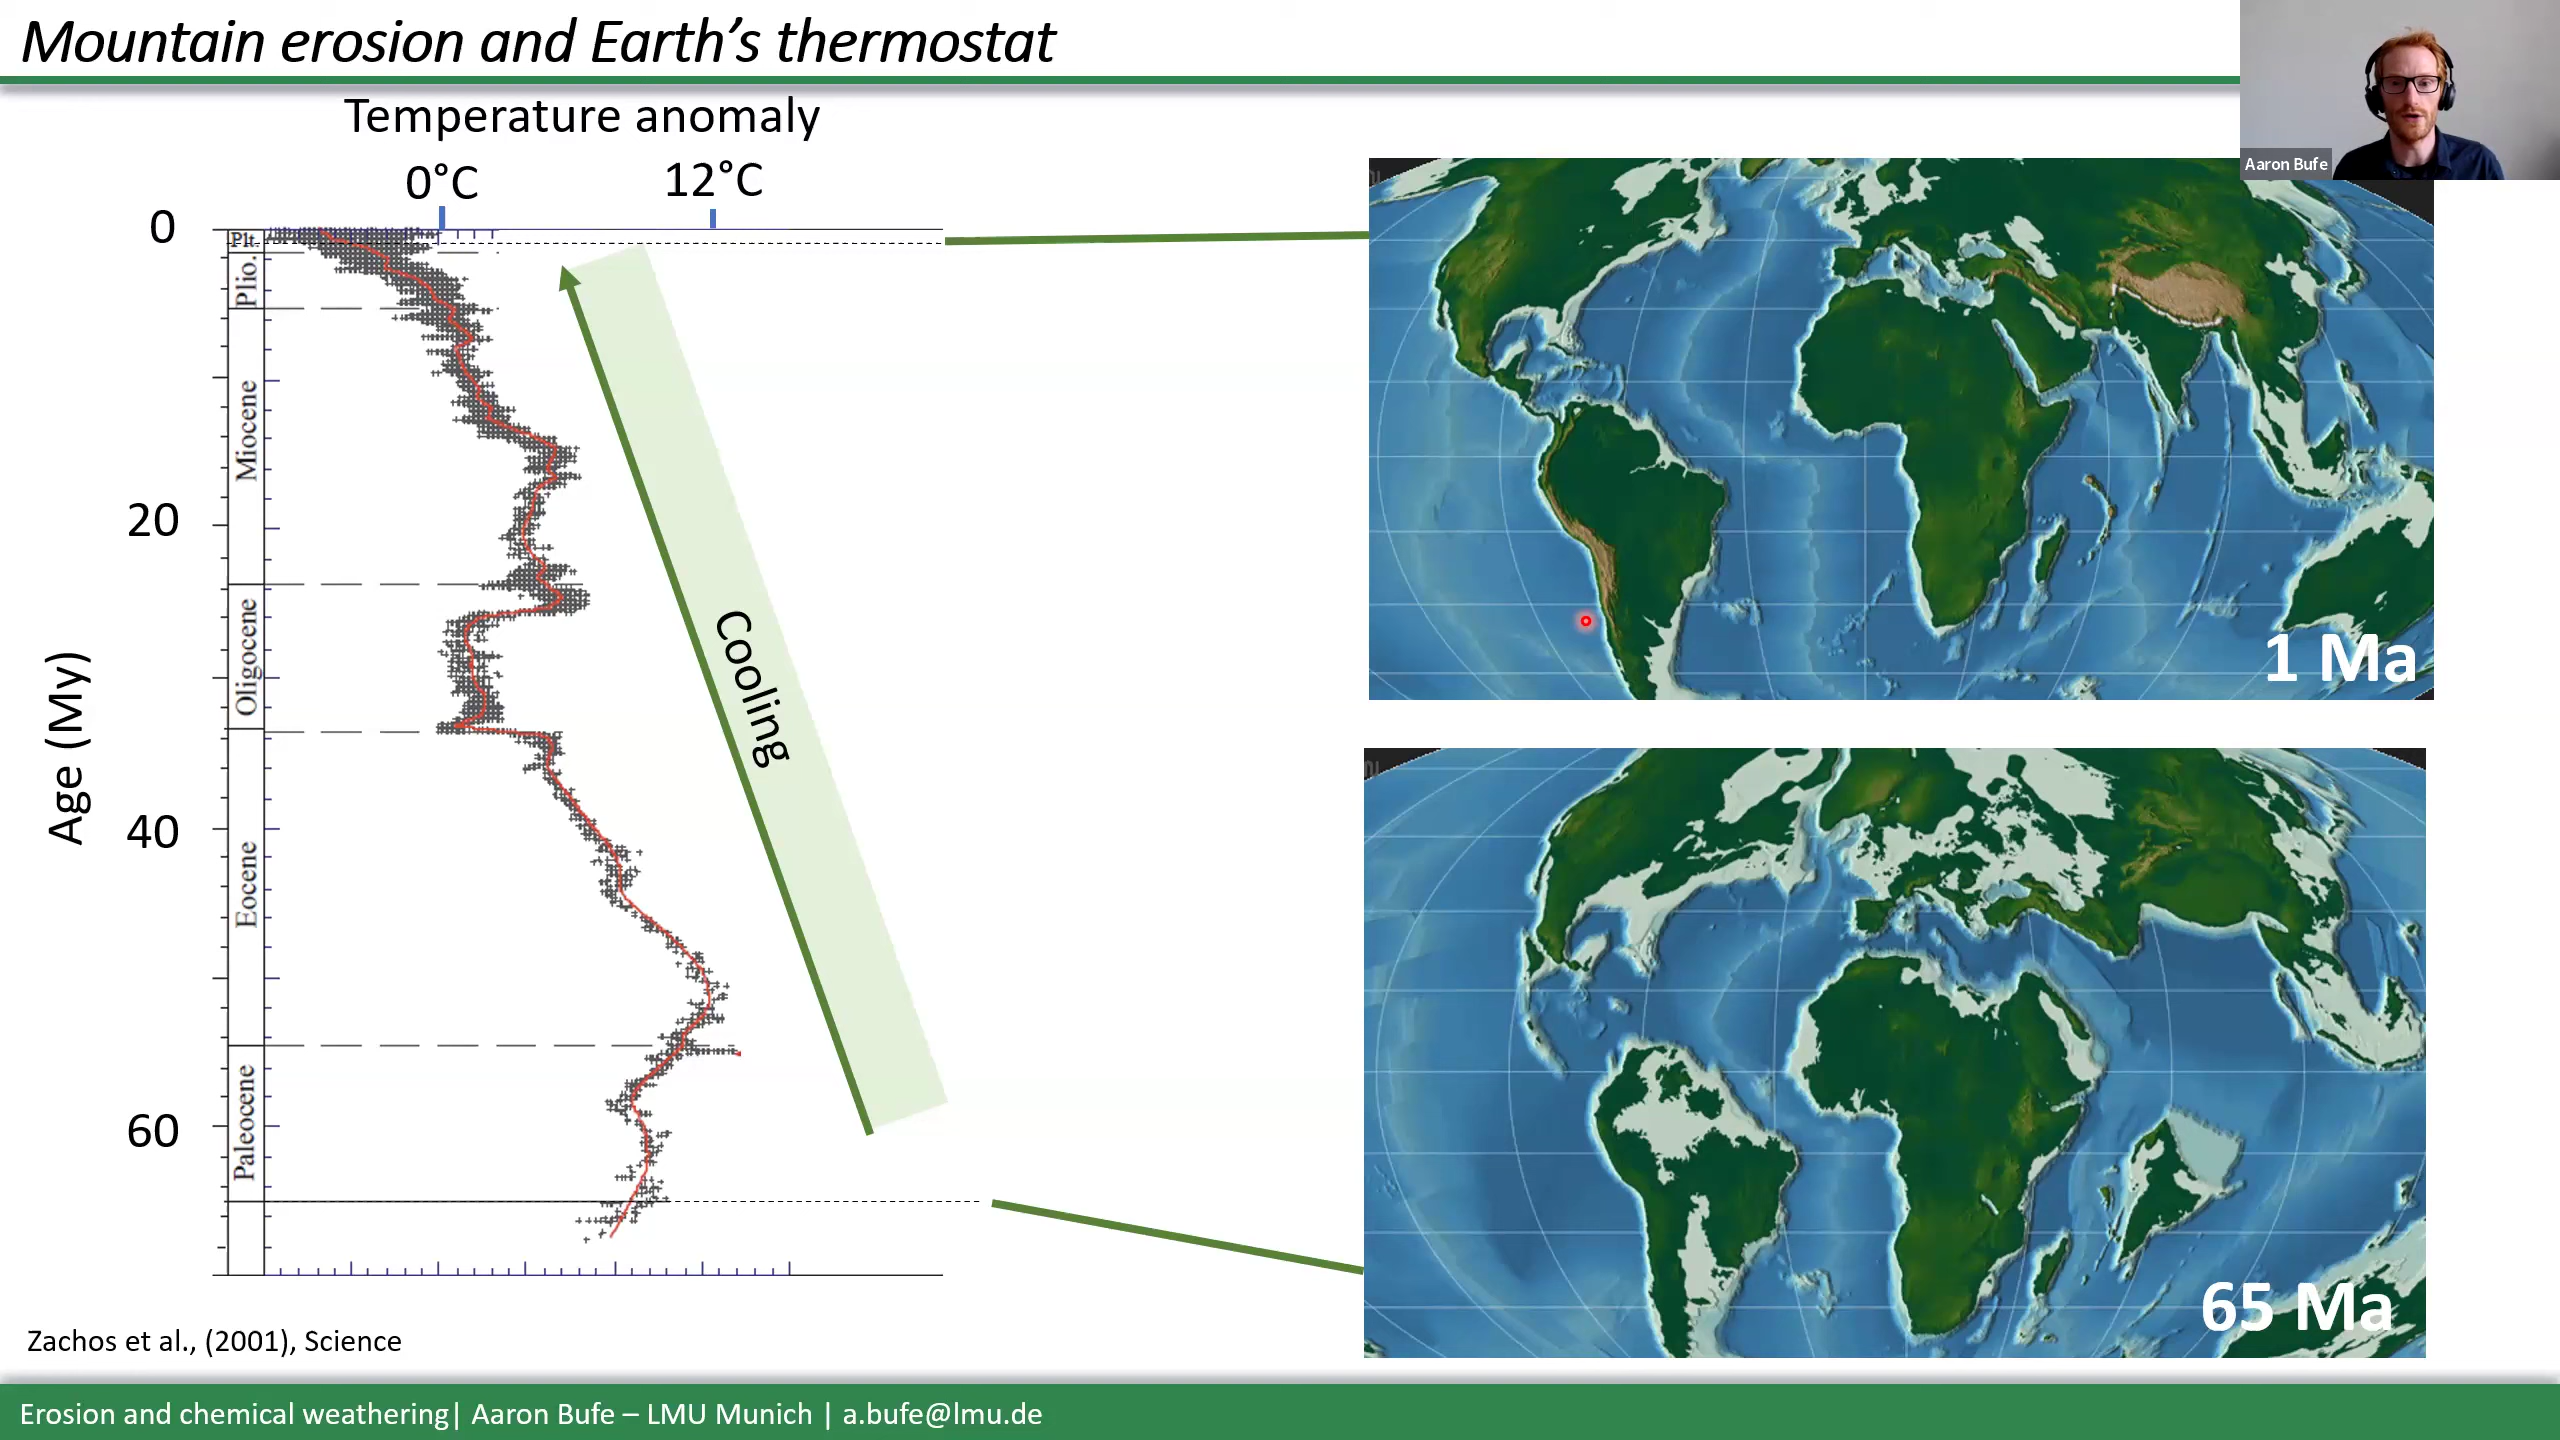 Mountain erosion and Earth’s thermostat
Aaron Bufe
Temperature anomaly
0°C
12°C
Age (My)
0
20
40
60
Plt.
Plio.
Miocene
Oligocene
Eocene
Paleocene
Cooling
1 Ma
65 Ma
Zachos et al., (2001), Science
Erosion and chemical weathering| Aaron Bufe – LMU Munich | a.bufe@lmu.de